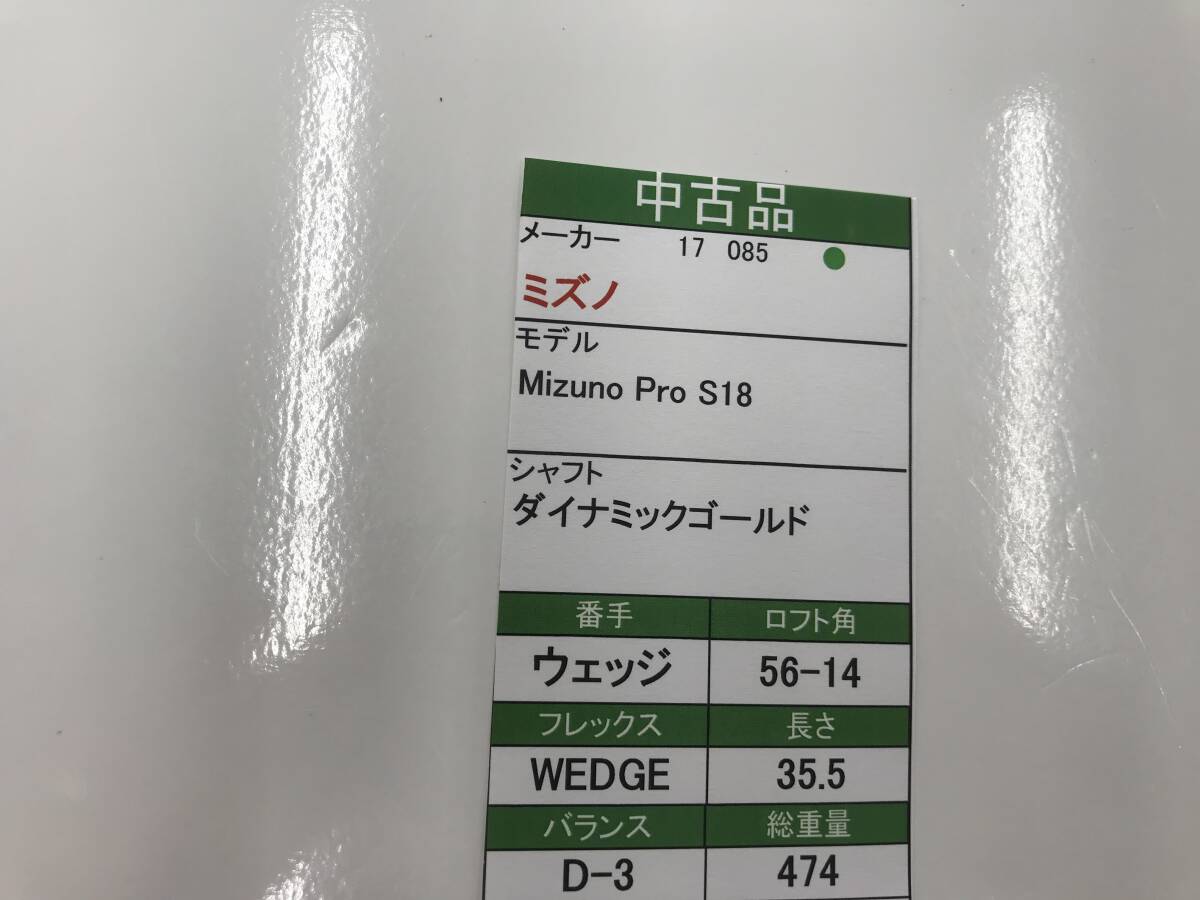 中古品
メーカー 17 085
ミズノ
モデル
Mizuno Pro S18
シャフト
ダイナミックゴールド
番手 ロフト角
ウェッジ 56-14
フレックス 長さ
WEDGE 35.5
バランス 総重量
D-3 474